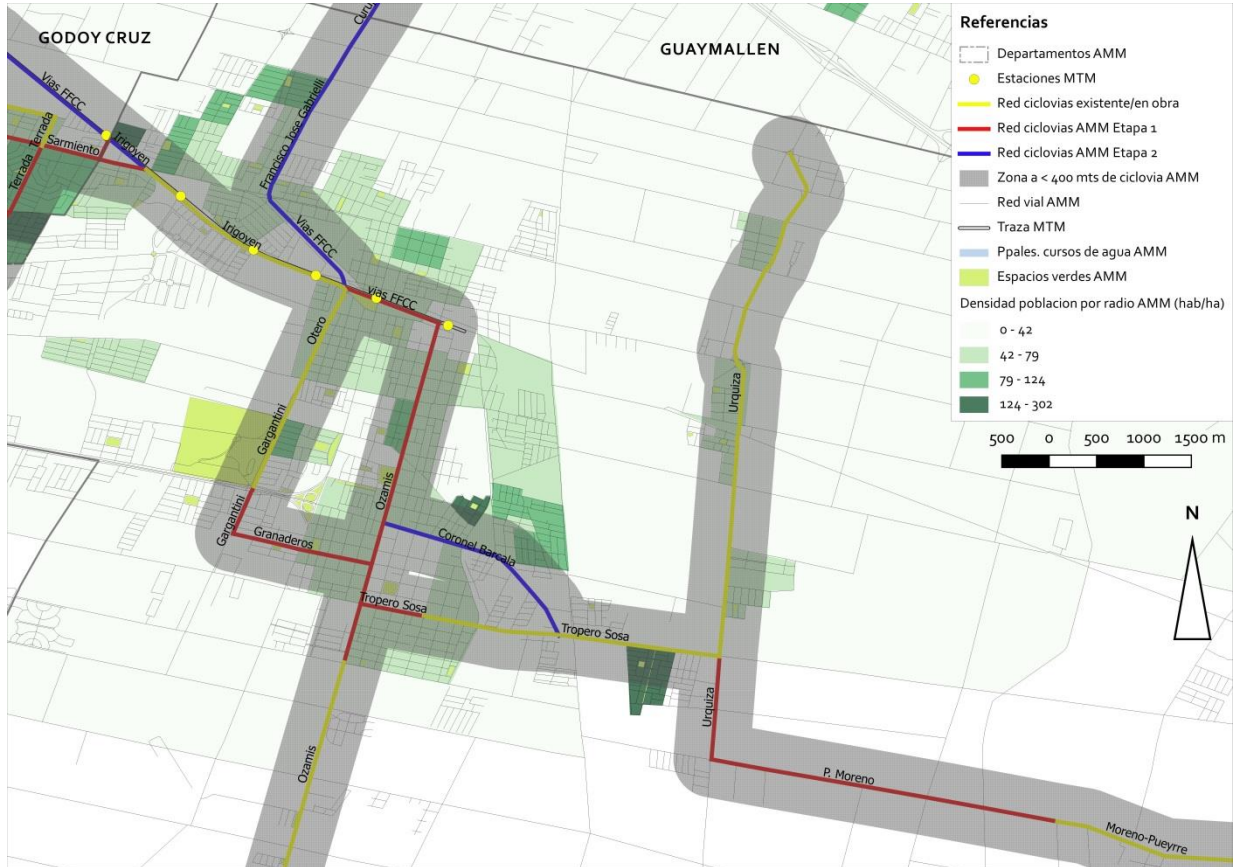 GODOY CRUZ
GUAYMALLEN
Vias FFCC
Irigoyen
Sarmiento
Terrada
Terrada
Francisco Jose Gabrielli
Vias FFCC
Irigoyen
vias FFCC
Otero
Gargantini
Gargantini
Granaderos
Ozamis
Coronel Barcala
Tropero Sosa
Tropero Sosa
Urquiza
Urquiza
Ozamis
P. Moreno
Moreno-Pueyrre
Referencias
Departamentos AMM
Estaciones MTM
Red ciclovias existente/en obra
Red ciclovias AMM Etapa 1
Red ciclovias AMM Etapa 2
Zona a < 400 mts de ciclovia AMM
Red vial AMM
Traza MTM
Ppales. cursos de agua AMM
Espacios verdes AMM
Densidad poblacion por radio AMM (hab/ha)
0 - 42
42 - 79
79 - 124
124 - 302
500 0 500 1000 1500 m
N